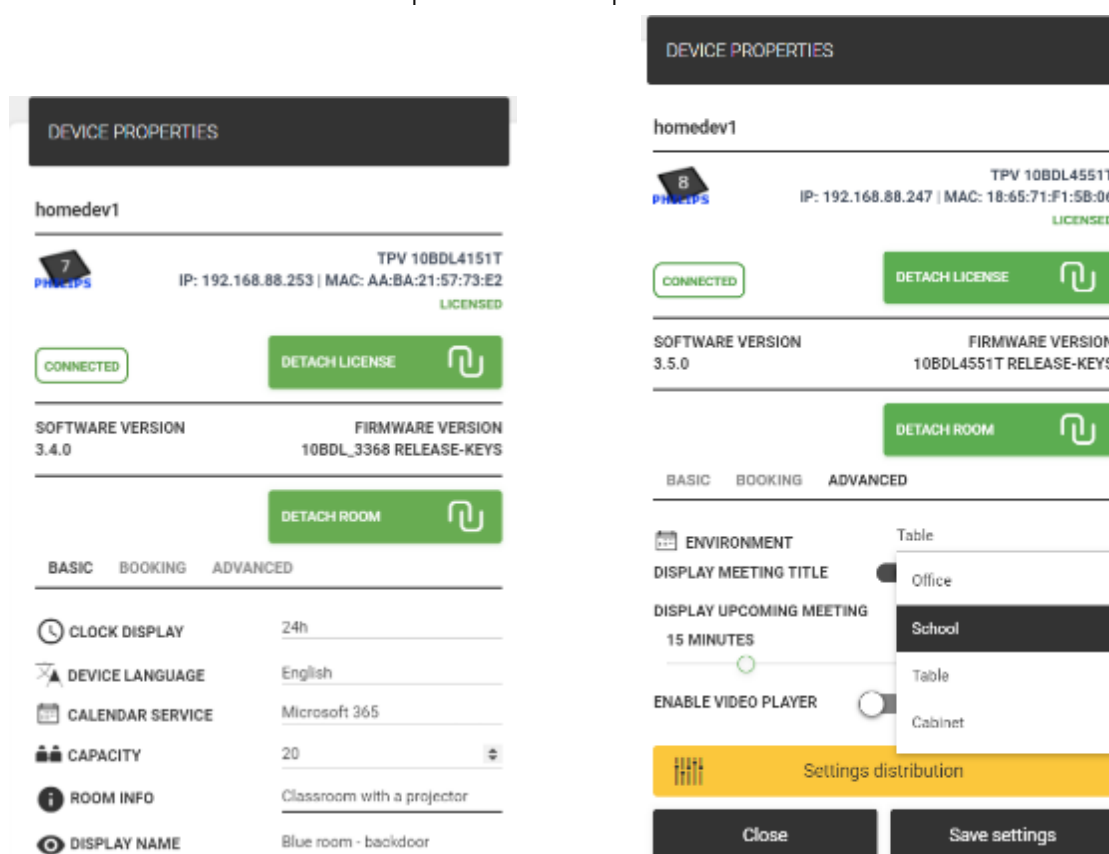 DEVICE PROPERTIES
homedev1
7
PHILIPS
TPV 10BDL4151T
IP: 192.168.88.253 | MAC: AA:BA:21:57:73:E2
LICENSED
CONNECTED
DETACH LICENSE
SOFTWARE VERSION
FIRMWARE VERSION
3.4.0
10BDL_3368 RELEASE-KEYS
DETACH ROOM
BASIC BOOKING ADVANCED
CLOCK DISPLAY
24h
DEVICE LANGUAGE
English
CALENDAR SERVICE
Microsoft 365
CAPACITY
20
ROOM INFO
Classroom with a projector
DISPLAY NAME
Blue room - backdoor
DEVICE PROPERTIES
homedev1
8
PHILIPS
TPV 10BDL4551T
IP: 192.168.88.247 | MAC: 18:65:71:F1:5B:06
LICENSED
CONNECTED
DETACH LICENSE
SOFTWARE VERSION
FIRMWARE VERSION
3.5.0
10BDL4551T RELEASE-KEYS
DETACH ROOM
BASIC BOOKING ADVANCED
ENVIRONMENT
Table
DISPLAY MEETING TITLE
Office
DISPLAY UPCOMING MEETING
School
15 MINUTES
Table
ENABLE VIDEO PLAYER
Cabinet
Settings distribution
Close
Save settings